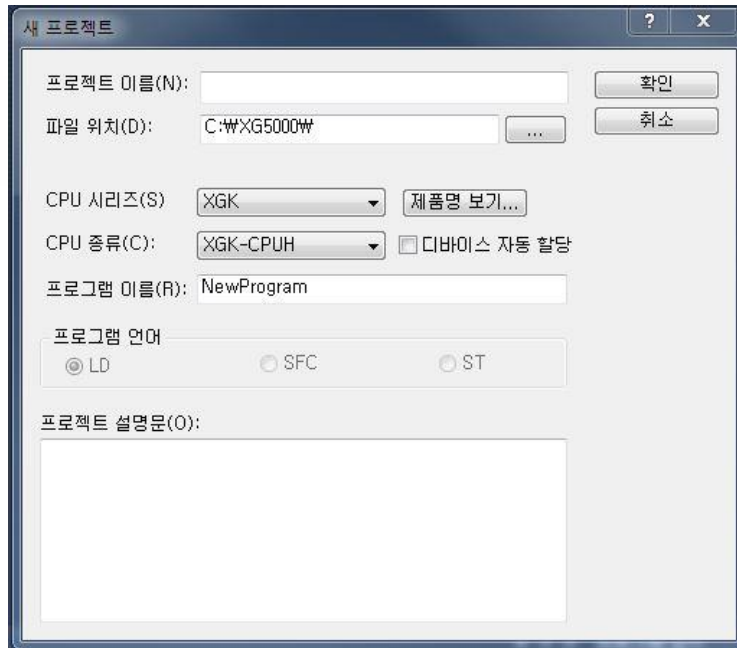 새 프로젝트
? X
프로젝트 이름(N):
확인
파일 위치(D): C:₩XG5000₩ ...
취소
CPU 시리즈(S) XGK 제품명 보기...
CPU 종류(C): XGK-CPUH 디바이스 자동 할당
프로그램 이름(R): NewProgram
프로그램 언어
LD SFC ST
프로젝트 설명문(O):